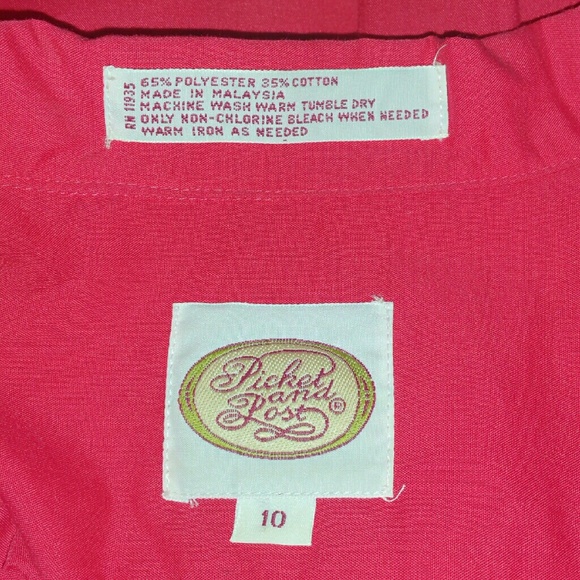 RN 11935
65% POLYESTER 35% COTTON
MADE IN MALAYSIA
MACHINE WASH WARM TUMBLE DRY
ONLY NON-CHLORINE BLEACH WHEN NEEDED
WARM IRON AS NEEDED
Picket
and
Post ®
10